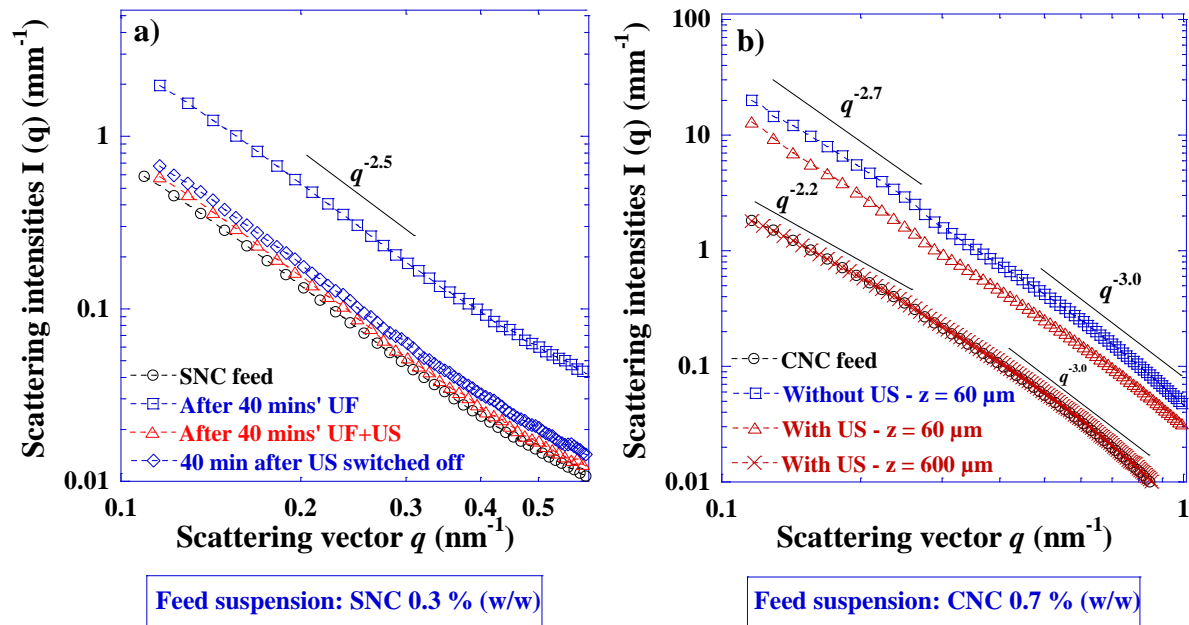 a)
Scattering intensities I (q) (mm⁻¹)
1
0.1
0.01
q⁻²·⁵
SNC feed
After 40 mins' UF
After 40 mins' UF+US
40 min after US switched off
0.1
0.2
0.3
0.4
0.5
Scattering vector q (nm⁻¹)
Feed suspension: SNC 0.3 % (w/w)
b)
Scattering intensities I (q) (mm⁻¹)
100
10
1
0.1
0.01
q⁻²·⁷
q⁻²·²
q⁻³·⁰
q⁻³·⁰
CNC feed
Without US - z = 60 µm
With US - z = 60 µm
With US - z = 600 µm
0.1
1
Scattering vector q (nm⁻¹)
Feed suspension: CNC 0.7 % (w/w)